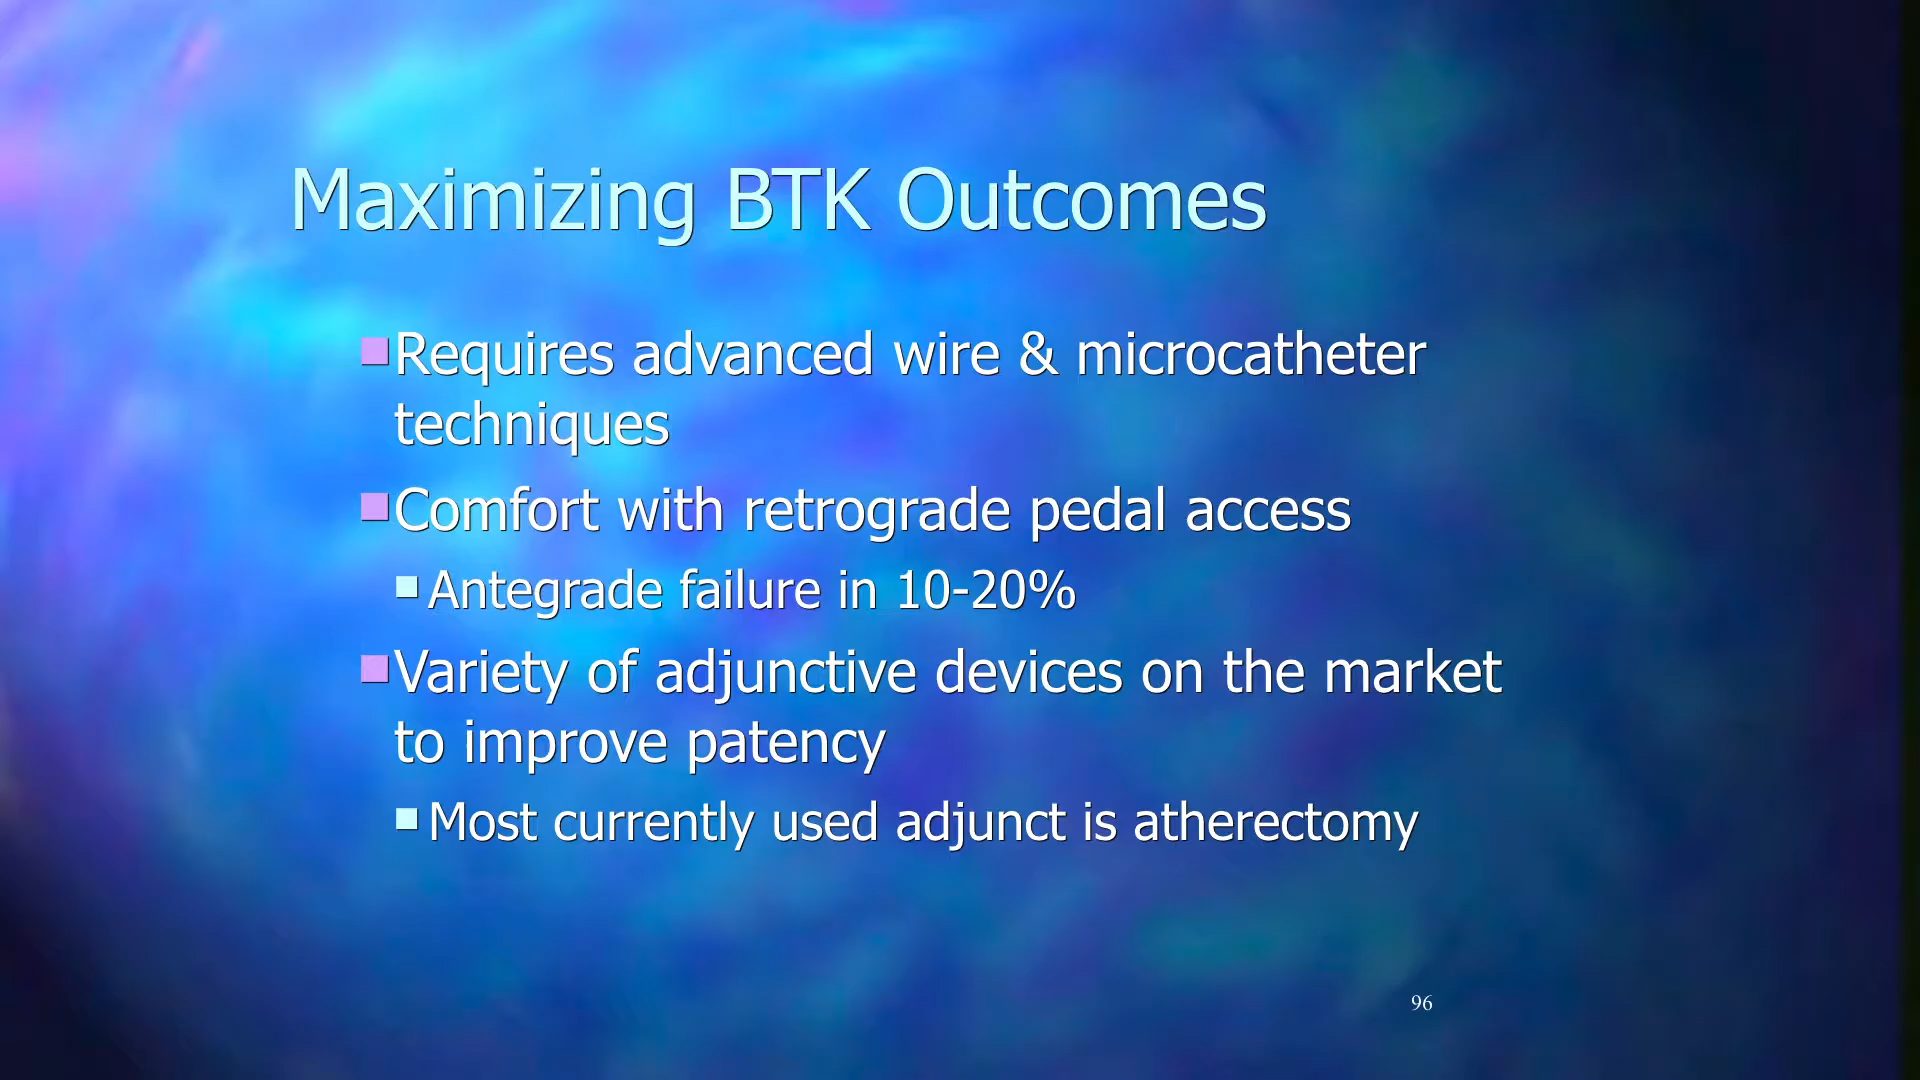 Maximizing BTK Outcomes
Requires advanced wire & microcatheter
techniques
Comfort with retrograde pedal access
Antegrade failure in 10-20%
Variety of adjunctive devices on the market
to improve patency
Most currently used adjunct is atherectomy
96